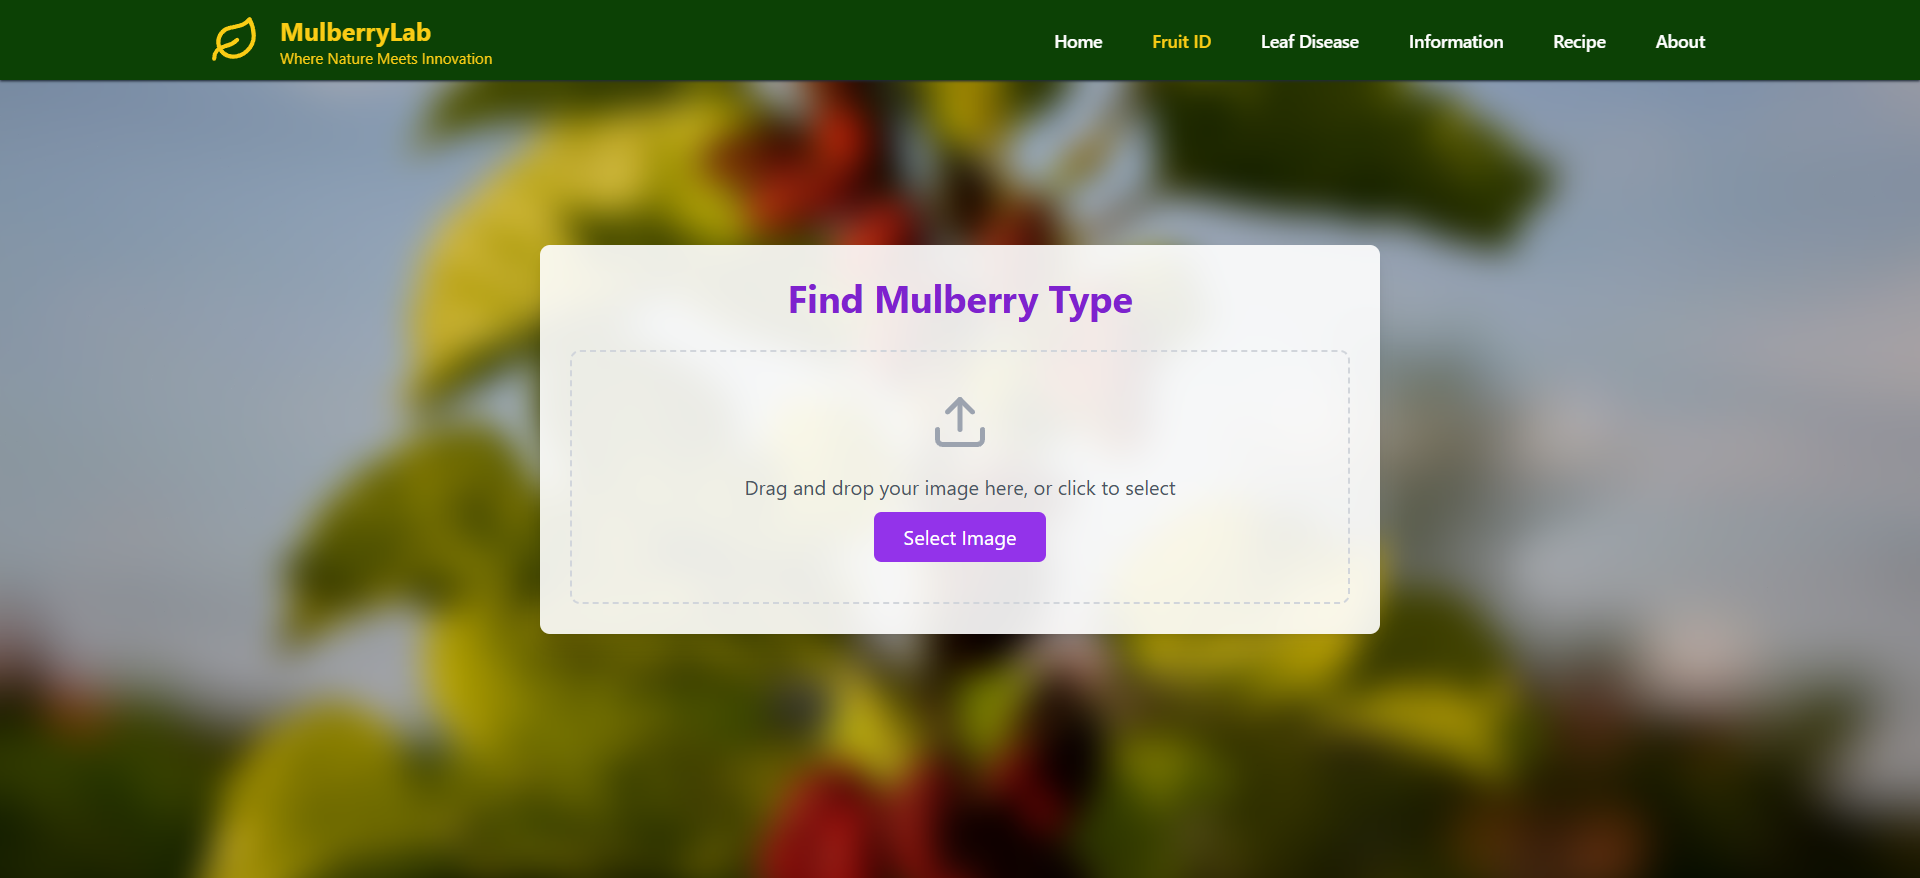 MulberryLab
Where Nature Meets Innovation
Home
Fruit ID
Leaf Disease
Information
Recipe
About
Find Mulberry Type
Drag and drop your image here, or click to select
Select Image